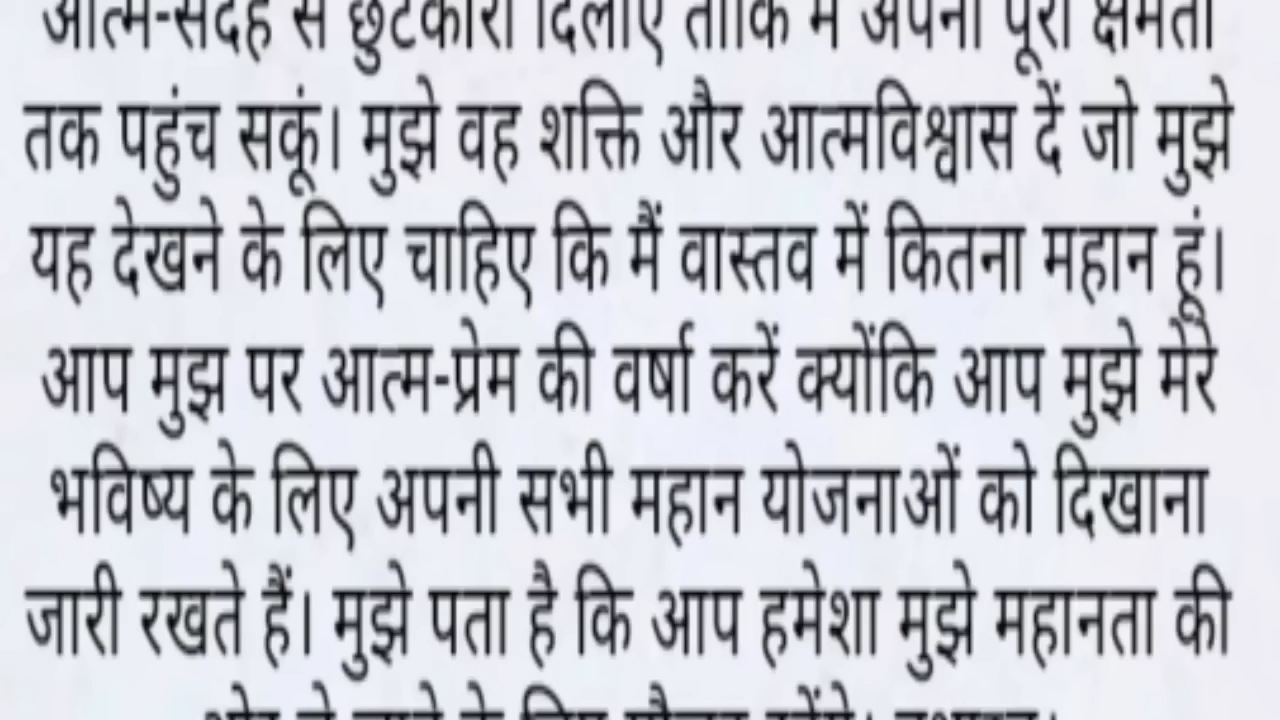 आत्म-संदेह से छुटकारा दिलाएं ताकि मैं अपनी पूरी क्षमता
तक पहुंच सकूं। मुझे वह शक्ति और आत्मविश्वास दें जो मुझे
यह देखने के लिए चाहिए कि मैं वास्तव में कितना महान हूं।
आप मुझ पर आत्म-प्रेम की वर्षा करें क्योंकि आप मुझे मेरे
भविष्य के लिए अपनी सभी महान योजनाओं को दिखाना
जारी रखते हैं। मुझे पता है कि आप हमेशा मुझे महानता की